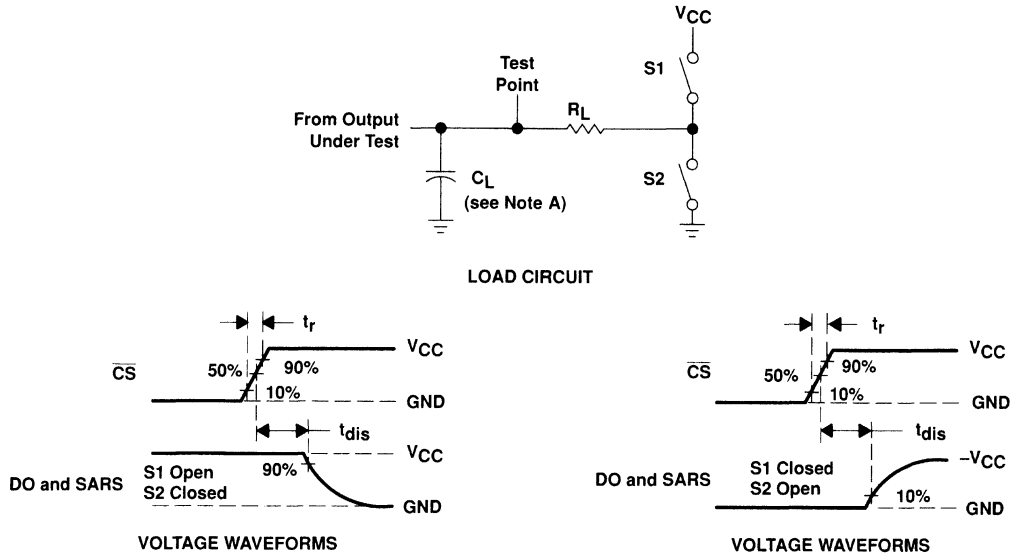 VCC
S1
Test
Point
RL
From Output
Under Test
S2
CL
(see Note A)
LOAD CIRCUIT
tr
VCC
CS
50%
90%
10%
GND
tdis
VCC
DO and SARS
S1 Open
S2 Closed
90%
GND
VOLTAGE WAVEFORMS
tr
VCC
CS
50%
90%
10%
GND
tdis
–VCC
DO and SARS
S1 Closed
S2 Open
10%
GND
VOLTAGE WAVEFORMS